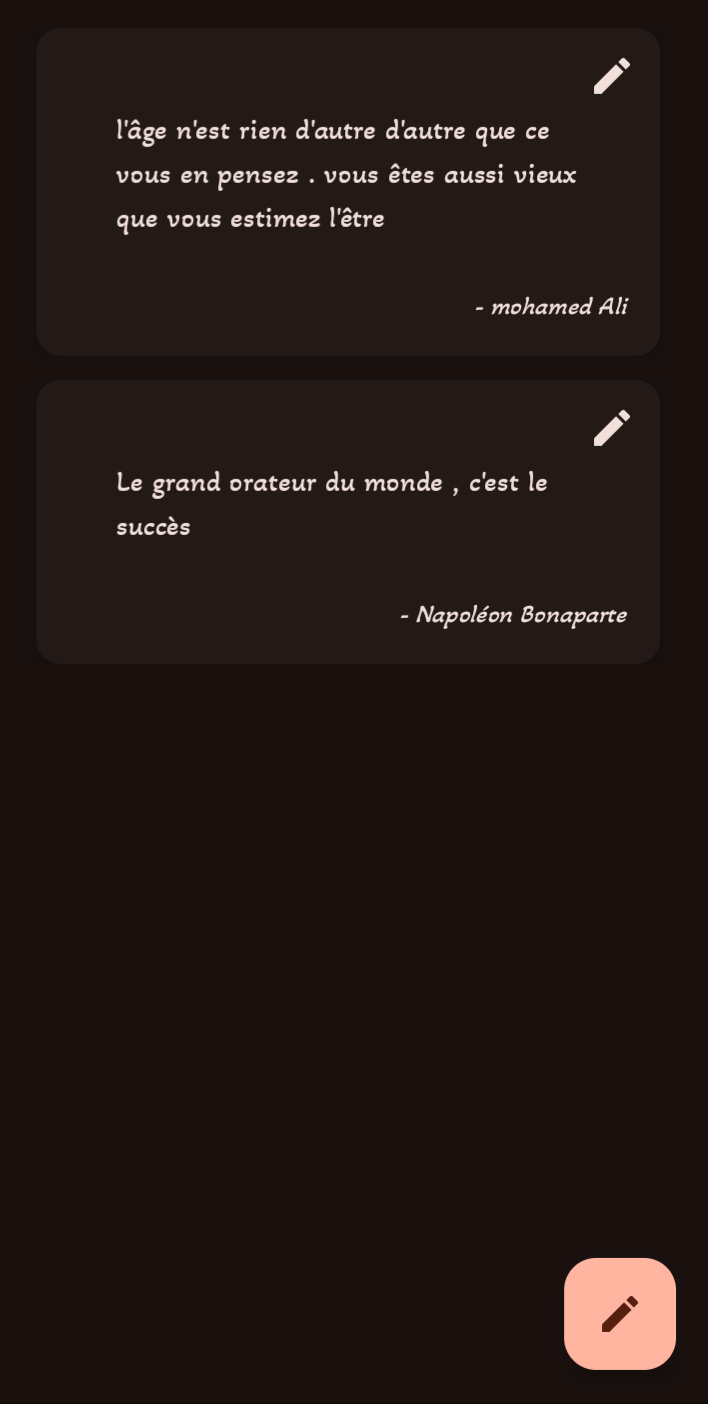 l'âge n'est rien d'autre d'autre que ce
vous en pensez . vous êtes aussi vieux
que vous estimez l'être
- mohamed Ali
Le grand orateur du monde , c'est le
succès
- Napoléon Bonaparte